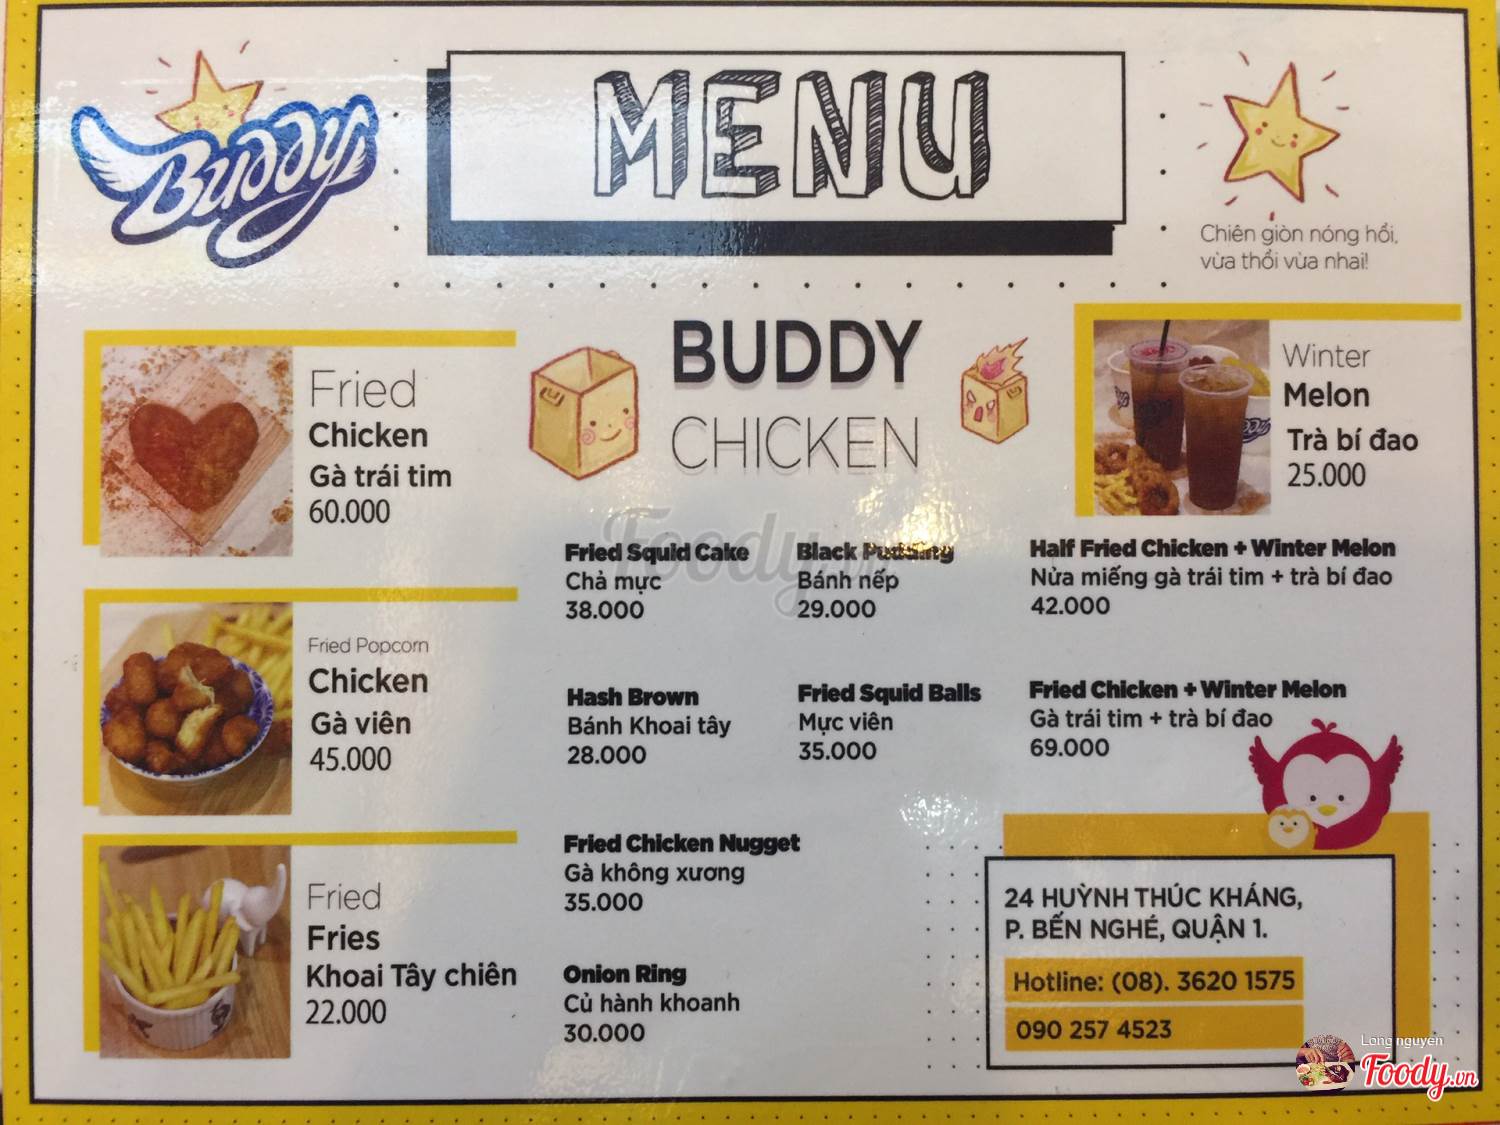 Buddy
MENU
Chiên giòn nóng hổi,
vừa thổi vừa nhai!
Fried
Chicken
Gà trái tim
60.000
Fried Popcorn
Chicken
Gà viên
45.000
Fried
Fries
Khoai Tây chiên
22.000
BUDDY
CHICKEN
Winter
Melon
Trà bí đao
25.000
Fried Squid Cake
Chả mực
38.000
Black Pudding
Bánh nếp
29.000
Half Fried Chicken + Winter Melon
Nửa miếng gà trái tim + trà bí đao
42.000
Hash Brown
Bánh Khoai tây
28.000
Fried Squid Balls
Mực viên
35.000
Fried Chicken + Winter Melon
Gà trái tim + trà bí đao
69.000
Fried Chicken Nugget
Gà không xương
35.000
Onion Ring
Củ hành khoanh
30.000
24 HUỲNH THÚC KHÁNG,
P. BẾN NGHÉ, QUẬN 1.
Hotline: (08). 3620 1575
090 257 4523
Foody.vn
Long nguyen
Foody.vn